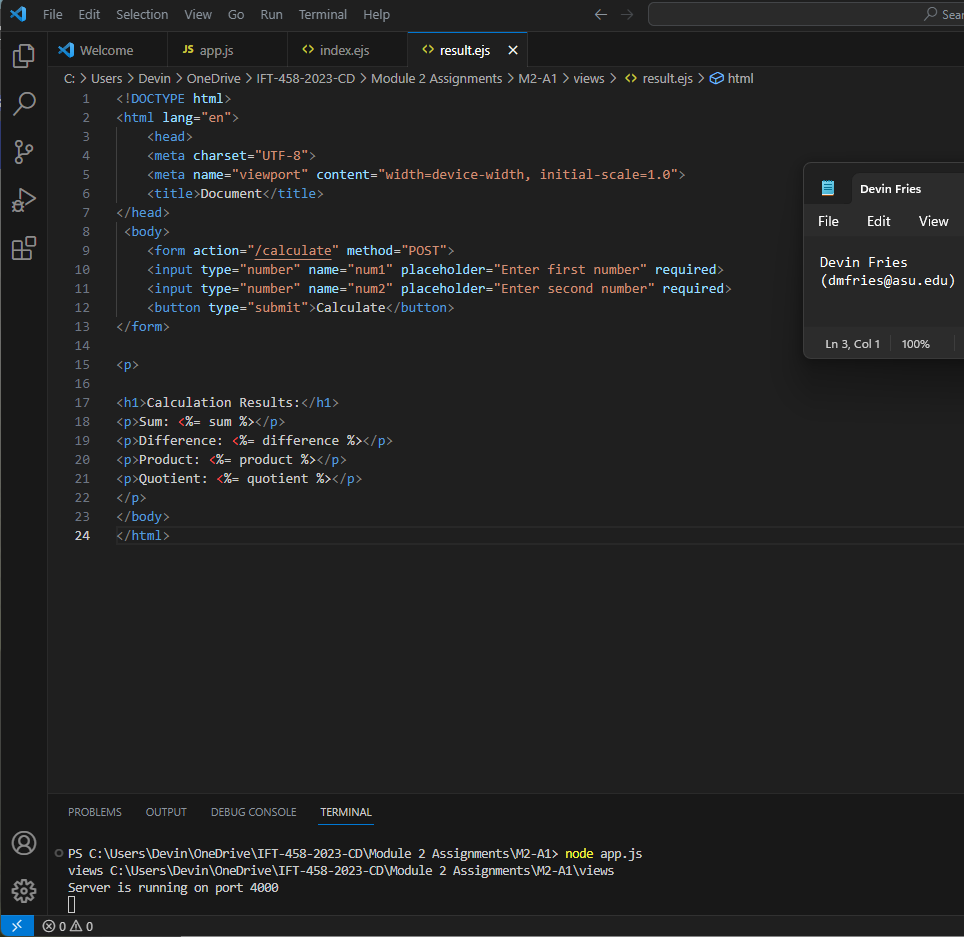 File Edit Selection View Go Run Terminal Help
Sear
Welcome JS app.js <> index.ejs <> result.ejs
C: > Users > Devin > OneDrive > IFT-458-2023-CD > Module 2 Assignments > M2-A1 > views > <> result.ejs > html
1 <!DOCTYPE html>
2 <html lang="en">
3 <head>
4 <meta charset="UTF-8">
5 <meta name="viewport" content="width=device-width, initial-scale=1.0">
6 <title>Document</title>
7 </head>
8 <body>
9 <form action="/calculate" method="POST">
10 <input type="number" name="num1" placeholder="Enter first number" required>
11 <input type="number" name="num2" placeholder="Enter second number" required>
12 <button type="submit">Calculate</button>
13 </form>
14
15 <p>
16
17 <h1>Calculation Results:</h1>
18 <p>Sum: <%= sum %></p>
19 <p>Difference: <%= difference %></p>
20 <p>Product: <%= product %></p>
21 <p>Quotient: <%= quotient %></p>
22 </p>
23 </body>
24 </html>
Devin Fries
File Edit View
Devin Fries
(dmfries@asu.edu)
Ln 3, Col 1 100%
PROBLEMS OUTPUT DEBUG CONSOLE TERMINAL
PS C:\Users\Devin\OneDrive\IFT-458-2023-CD\Module 2 Assignments\M2-A1> node app.js
views C:\Users\Devin\OneDrive\IFT-458-2023-CD\Module 2 Assignments\M2-A1\views
Server is running on port 4000
0 0